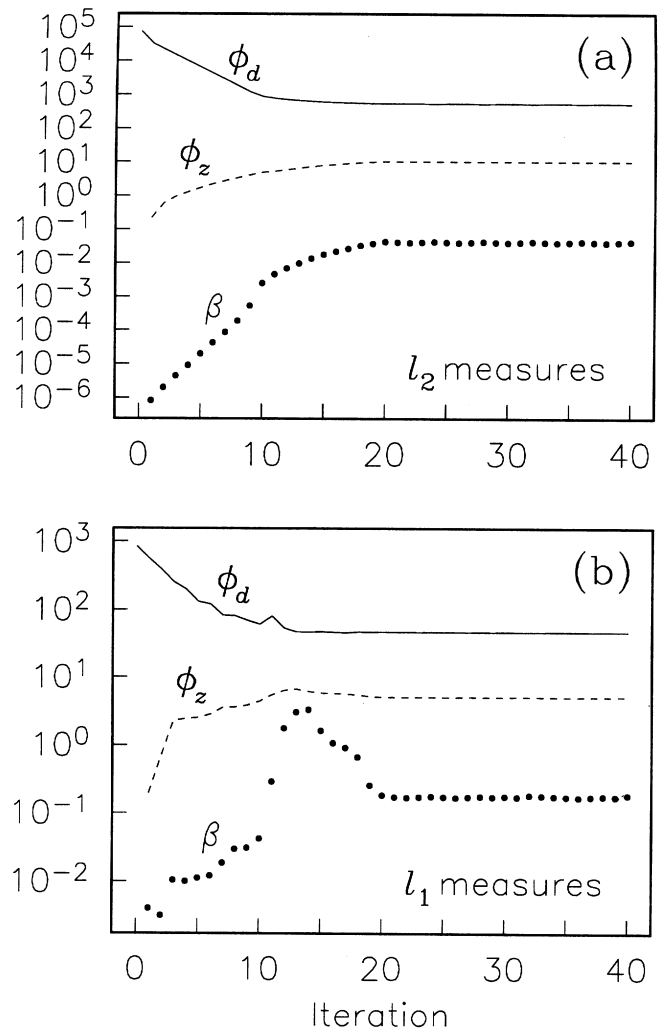 10^5
10^4
10^3
10^2
10^1
10^0
10^-1
10^-2
10^-3
10^-4
10^-5
10^-6
ϕ_d
(a)
ϕ_z
β
l_2 measures
0 10 20 30 40
10^3
10^2
10^1
10^0
10^-1
10^-2
ϕ_d
(b)
ϕ_z
β
l_1 measures
0 10 20 30 40
Iteration